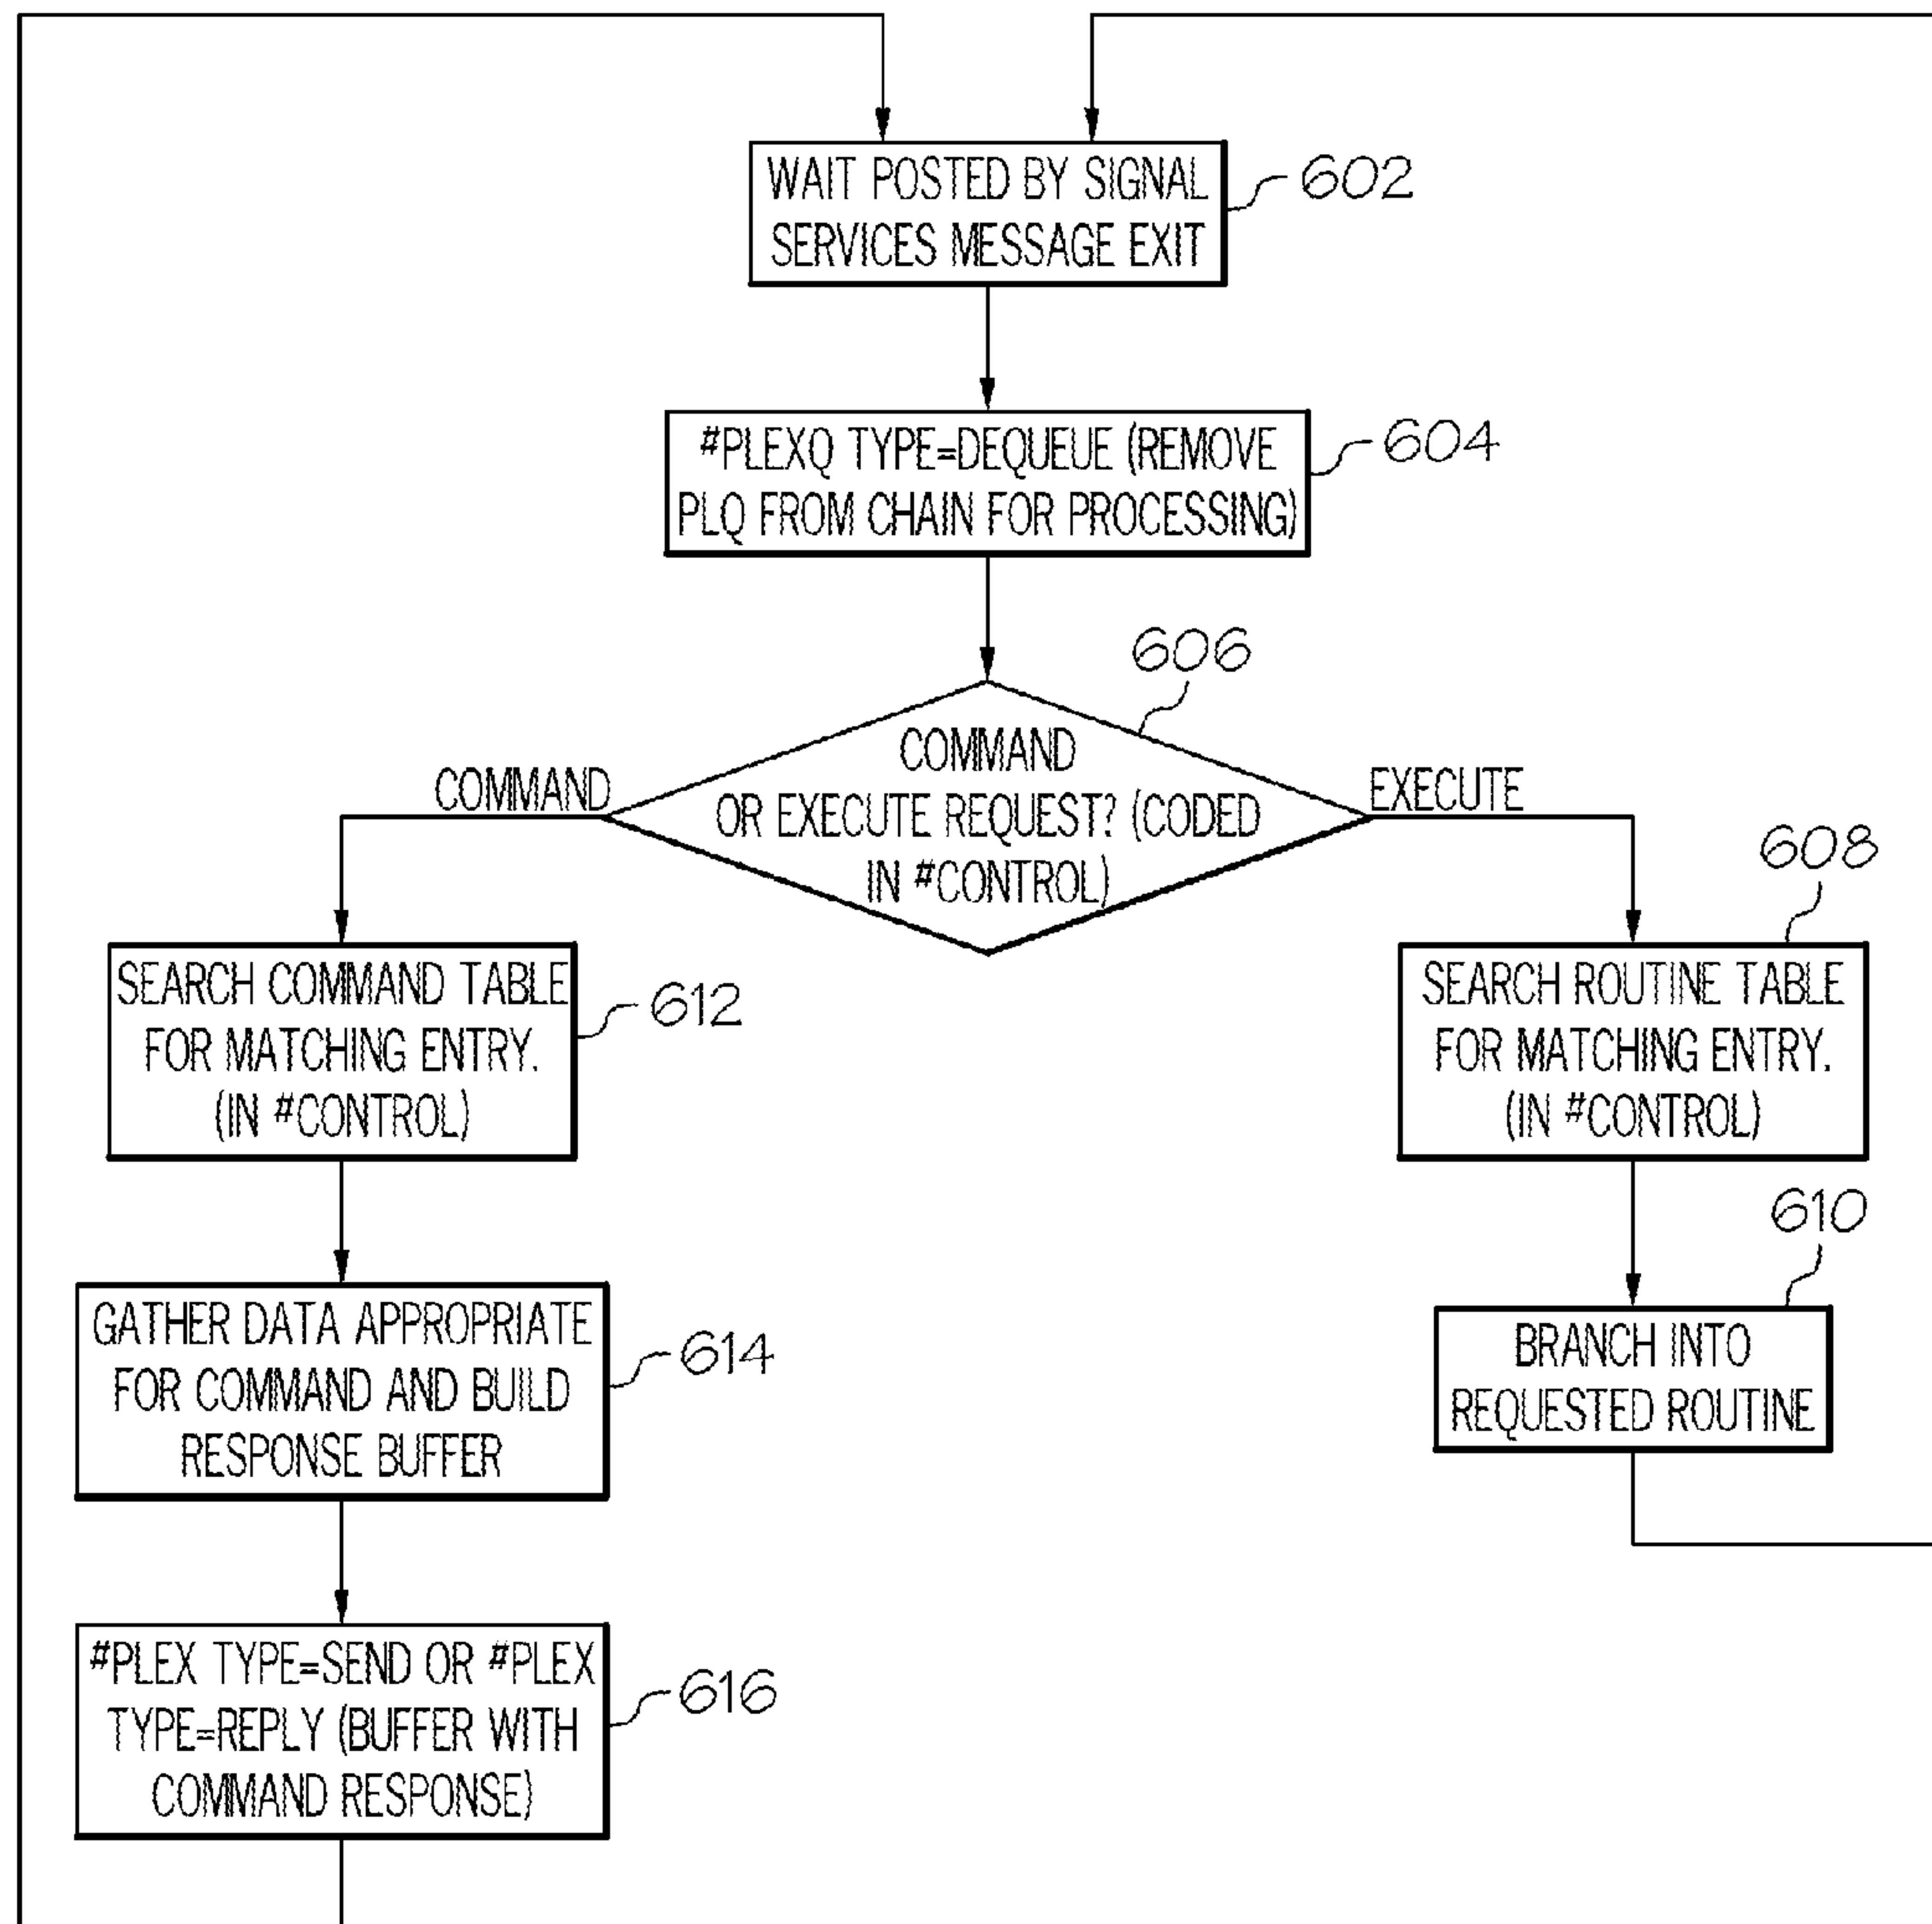 WAIT POSTED BY SIGNAL
SERVICES MESSAGE EXIT
602
#PLEXQ TYPE=DEQUEUE (REMOVE
PLQ FROM CHAIN FOR PROCESSING)
604
606
COMMAND
OR EXECUTE REQUEST? (CODED
IN #CONTROL)
COMMAND
EXECUTE
608
SEARCH COMMAND TABLE
FOR MATCHING ENTRY.
(IN #CONTROL)
612
SEARCH ROUTINE TABLE
FOR MATCHING ENTRY.
(IN #CONTROL)
610
GATHER DATA APPROPRIATE
FOR COMMAND AND BUILD
RESPONSE BUFFER
614
BRANCH INTO
REQUESTED ROUTINE
#PLEX TYPE=SEND OR #PLEX
TYPE=REPLY (BUFFER WITH
COMMAND RESPONSE)
616